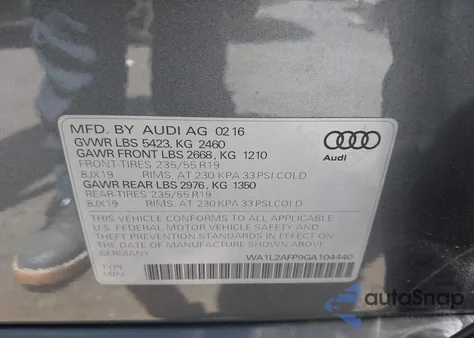 MFD. BY AUDI AG 02 16
GVWR LBS 5423, KG 2460
GAWR FRONT LBS 2668, KG 1210
FRONT-TIRES 235/55 R19
8JX19 RIMS, AT 230 KPA 33 PSI COLD
GAWR REAR LBS 2976, KG 1350
REAR-TIRES 235/55 R19
8JX19 RIMS, AT 230 KPA 33 PSI COLD
THIS VEHICLE CONFORMS TO ALL APPLICABLE
U.S. FEDERAL MOTOR VEHICLE SAFETY AND
THEFT PREVENTION STANDARDS IN EFFECT ON
THE DATE OF MANUFACTURE SHOWN ABOVE
GERMANY
WA1L2AFP9GA104440
TYPE:
MPV
Audi
autoSnap